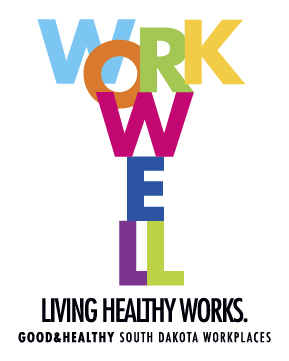 WORK
WELL
LIVING HEALTHY WORKS.
GOOD&HEALTHY SOUTH DAKOTA WORKPLACES